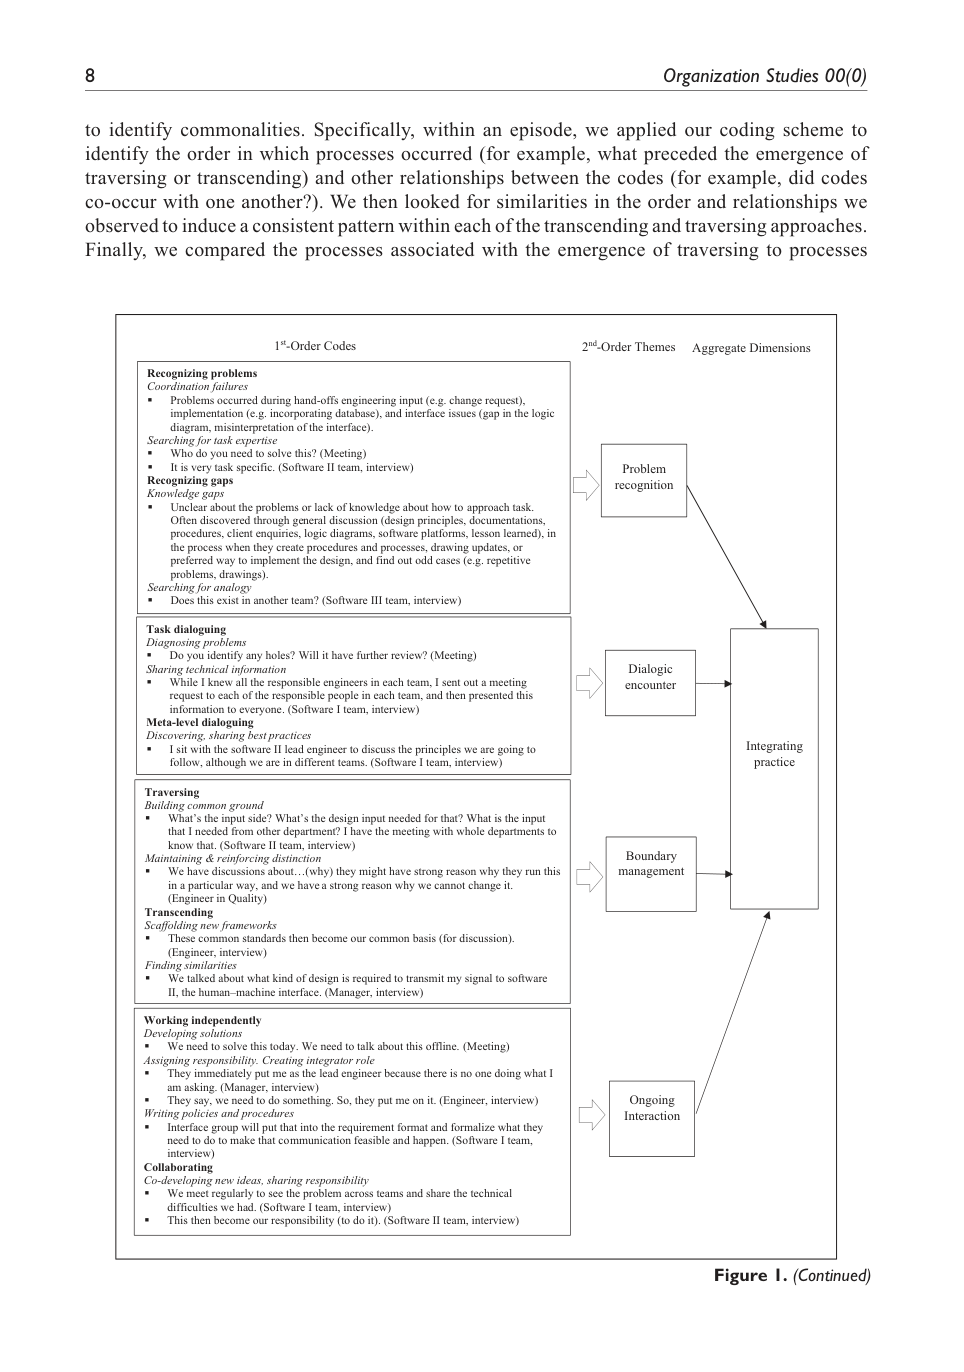 8
Organization Studies 00(0)
to identify commonalities. Specifically, within an episode, we applied our coding scheme to
identify the order in which processes occurred (for example, what preceded the emergence of
traversing or transcending) and other relationships between the codes (for example, did codes
co-occur with one another?). We then looked for similarities in the order and relationships we
observed to induce a consistent pattern within each of the transcending and traversing approaches.
Finally, we compared the processes associated with the emergence of traversing to processes
1st-Order Codes
2nd-Order Themes
Aggregate Dimensions
Recognizing problems
Coordination failures
▪ Problems occurred during hand-offs engineering input (e.g. change request),
implementation (e.g. incorporating database), and interface issues (gap in the logic
diagram, misinterpretation of the interface).
Searching for task expertise
▪ Who do you need to solve this? (Meeting)
▪ It is very task specific. (Software II team, interview)
Recognizing gaps
Knowledge gaps
▪ Unclear about the problems or lack of knowledge about how to approach task.
Often discovered through general discussion (design principles, documentations,
procedures, client enquiries, logic diagrams, software platforms, lesson learned), in
the process when they create procedures and processes, drawing updates, or
preferred way to implement the design, and find out odd cases (e.g. repetitive
problems, drawings).
Searching for analogy
▪ Does this exist in another team? (Software III team, interview)
Problem
recognition
Task dialoguing
Diagnosing problems
▪ Do you identify any holes? Will it have further review? (Meeting)
Sharing technical information
▪ While I knew all the responsible engineers in each team, I sent out a meeting
request to each of the responsible people in each team, and then presented this
information to everyone. (Software I team, interview)
Meta-level dialoguing
Discovering, sharing best practices
▪ I sit with the software II lead engineer to discuss the principles we are going to
follow, although we are in different teams. (Software I team, interview)
Dialogic
encounter
Integrating
practice
Traversing
Building common ground
▪ What's the input side? What's the design input needed for that? What is the input
that I needed from other department? I have the meeting with whole departments to
know that. (Software II team, interview)
Maintaining & reinforcing distinction
▪ We have discussions about…(why) they might have strong reason why they run this
in a particular way, and we have a strong reason why we cannot change it.
(Engineer in Quality)
Transcending
Scaffolding new frameworks
▪ These common standards then become our common basis (for discussion).
(Engineer, interview)
Finding similarities
▪ We talked about what kind of design is required to transmit my signal to software
II, the human–machine interface. (Manager, interview)
Boundary
management
Working independently
Developing solutions
▪ We need to solve this today. We need to talk about this offline. (Meeting)
Assigning responsibility. Creating integrator role
▪ They immediately put me as the lead engineer because there is no one doing what I
am asking. (Manager, interview)
▪ They say, we need to do something. So, they put me on it. (Engineer, interview)
Writing policies and procedures
▪ Interface group will put that into the requirement format and formalize what they
need to do to make that communication feasible and happen. (Software I team,
interview)
Collaborating
Co-developing new ideas, sharing responsibility
▪ We meet regularly to see the problem across teams and share the technical
difficulties we had. (Software I team, interview)
▪ This then become our responsibility (to do it). (Software II team, interview)
Ongoing
Interaction
Figure 1. (Continued)